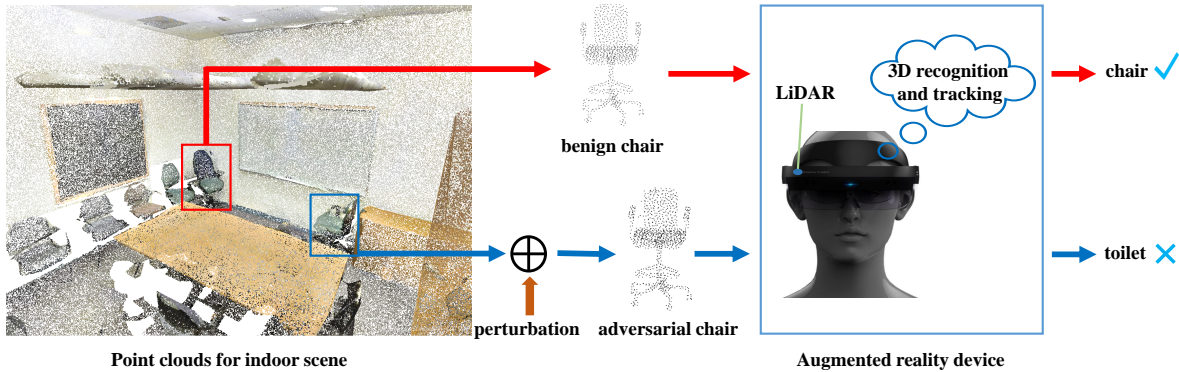 3D recognition
and tracking
LiDAR
chair
benign chair
toilet
perturbation
adversarial chair
Point clouds for indoor scene
Augmented reality device